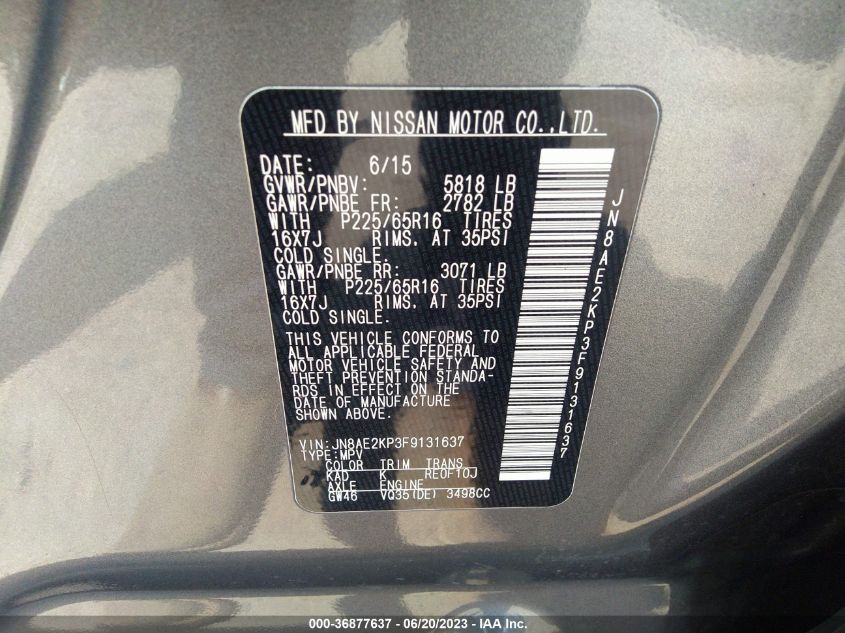 MFD BY NISSAN MOTOR CO.,LTD.
DATE: 6/15
GVWR/PNBV: 5818 LB
GAWR/PNBE FR: 2782 LB
WITH P225/65R16 TIRES
16X7J RIMS. AT 35PSI
COLD SINGLE.
GAWR/PNBE RR: 3071 LB
WITH P225/65R16 TIRES
16X7J RIMS. AT 35PSI
COLD SINGLE.
THIS VEHICLE CONFORMS TO
ALL APPLICABLE FEDERAL
MOTOR VEHICLE SAFETY AND
THEFT PREVENTION STANDA-
RDS IN EFFECT ON THE
DATE OF MANUFACTURE
SHOWN ABOVE.
VIN:JN8AE2KP3F9131637
TYPE:MPV
COLOR TRIM TRANS
KAD K RE0F10J
AXLE ENGINE
GW46 VQ35(DE) 3498CC
JN8AE2KP3F9131637
000-36877637 - 06/20/2023 - IAA Inc.